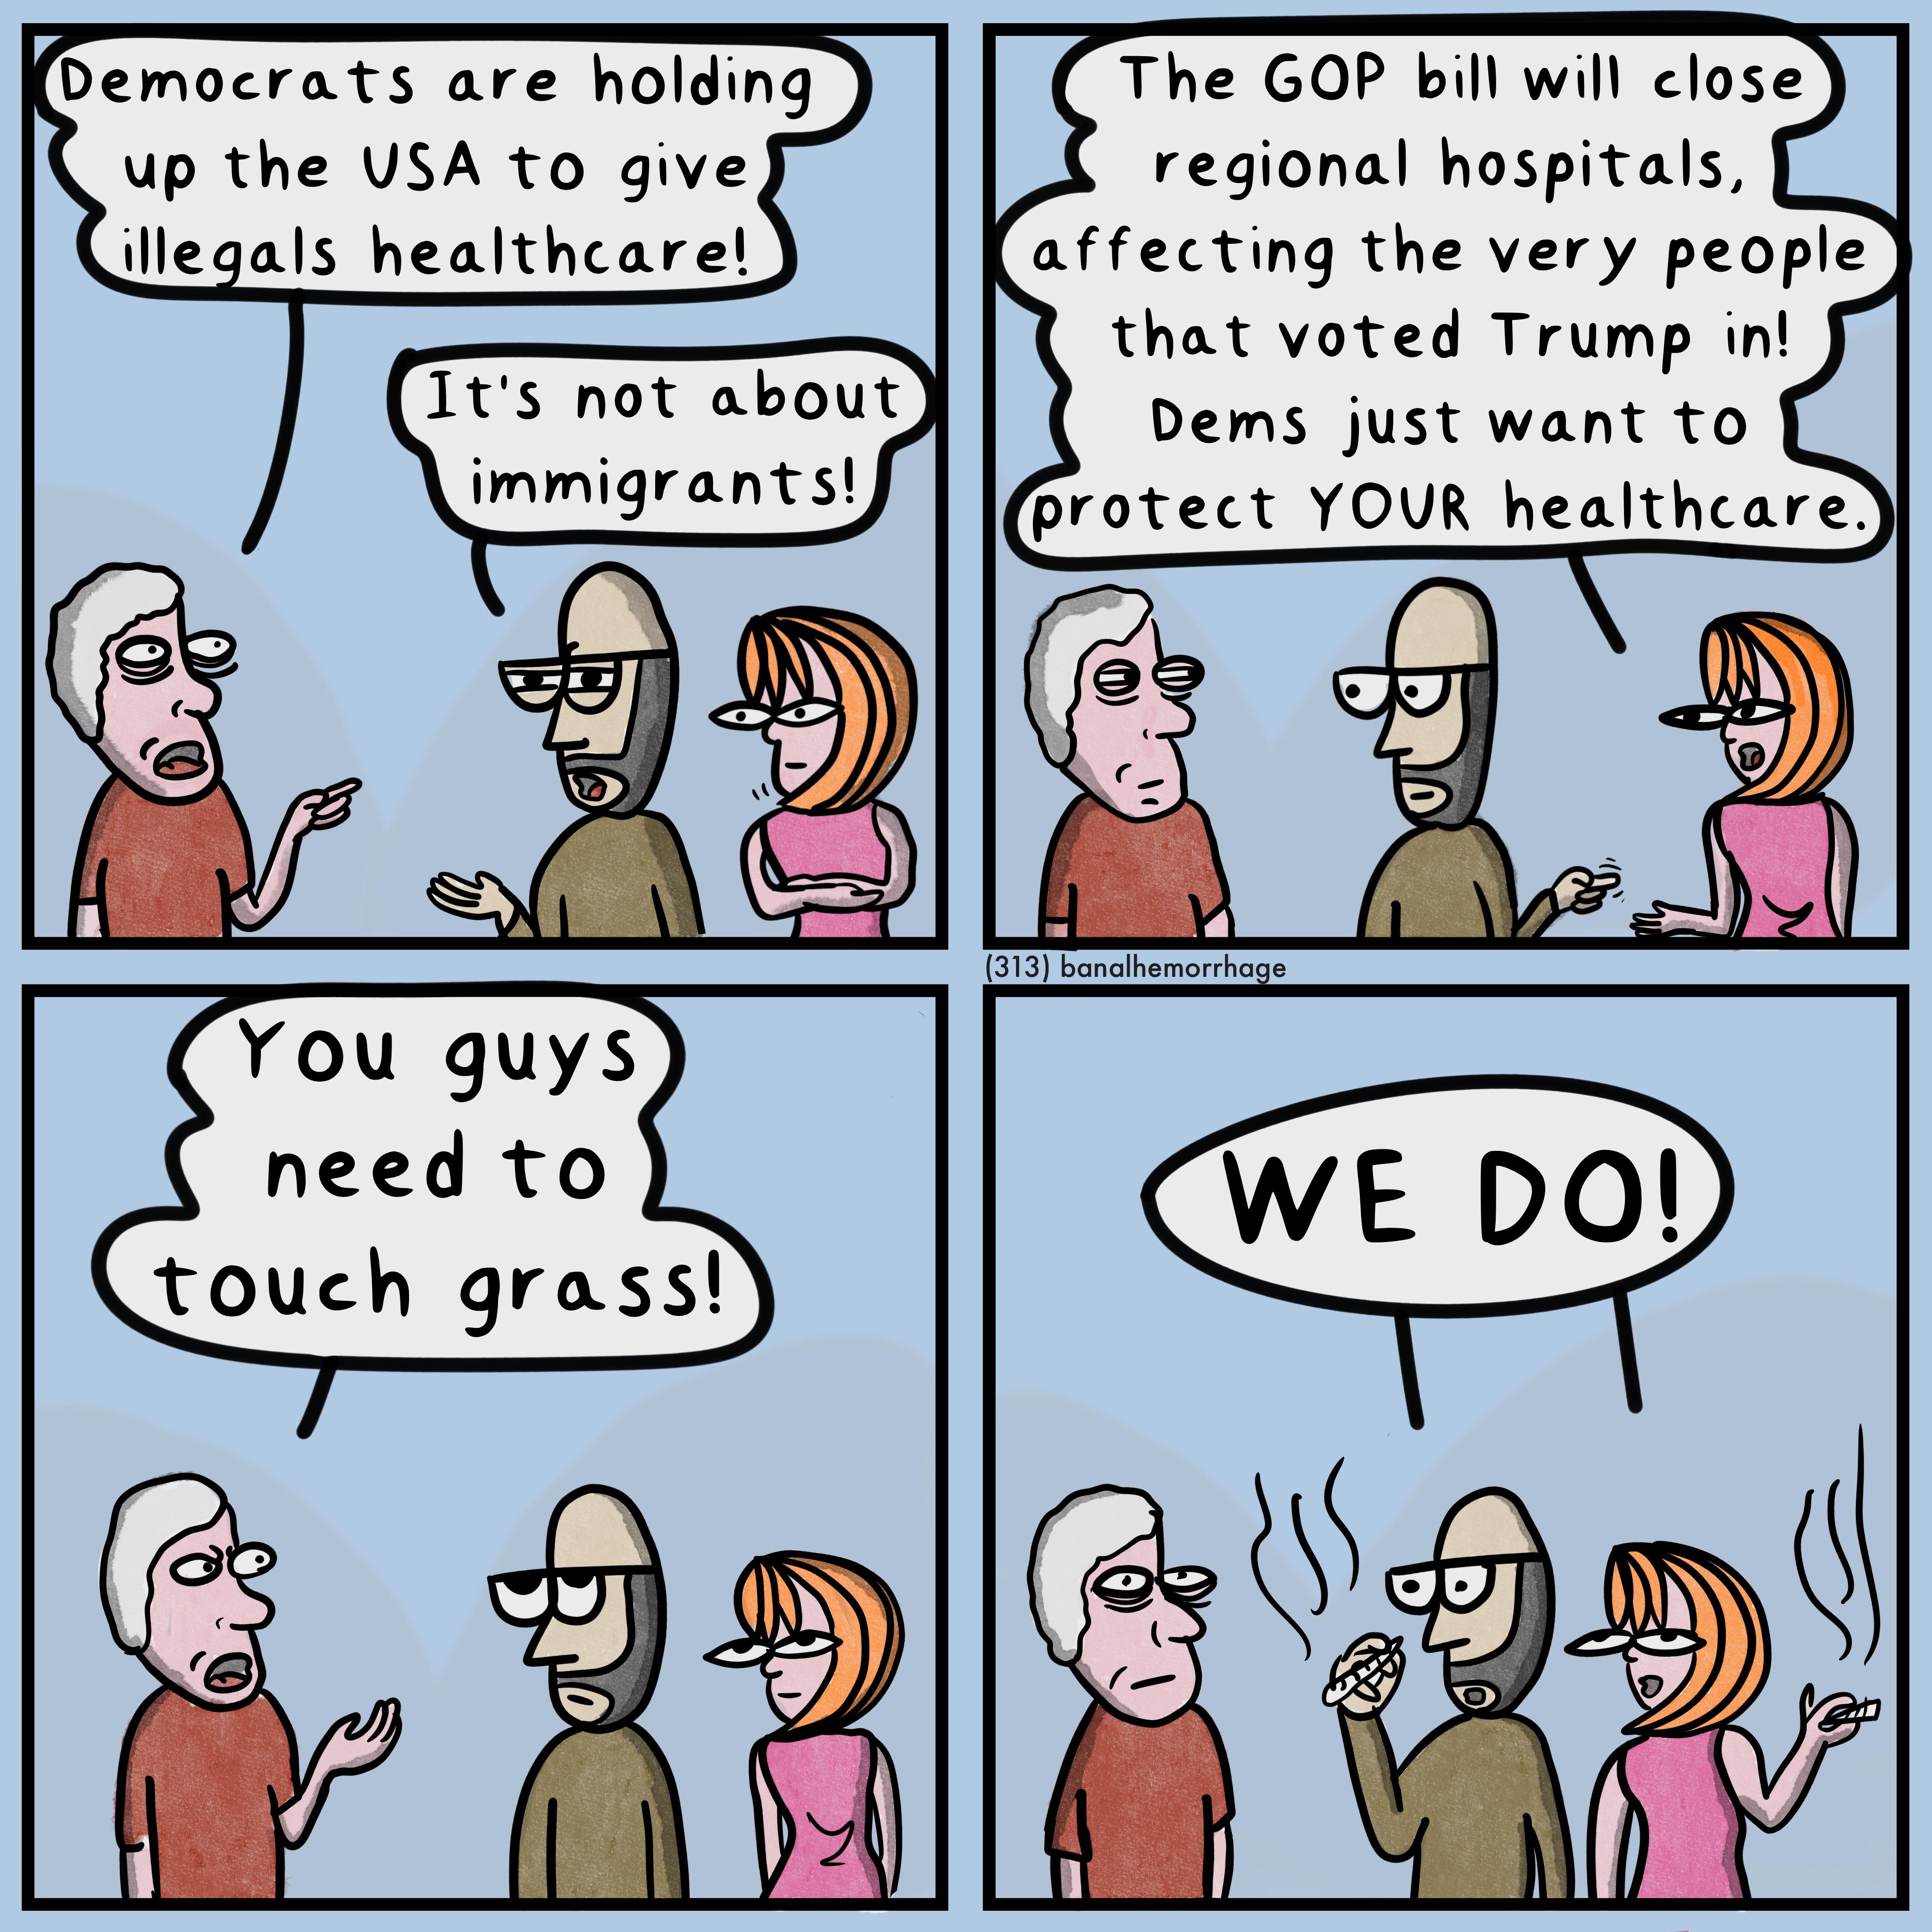 Democrats are holding
up the USA to give
illegals healthcare!
It's not about
immigrants!
The GOP bill will close
regional hospitals,
affecting the very people
that voted Trump in!
Dems just want to
protect YOUR healthcare.
(313) banalhemorrhage
You guys
need to
touch grass!
WE DO!